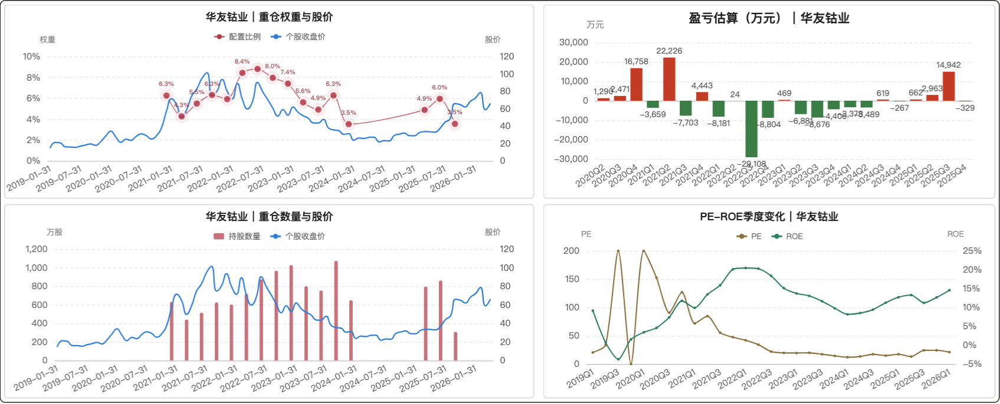 华友钴业｜重仓权重与股价
配置比例 个股收盘价
权重 股价
10% 120
100
8%
80
6%
60
4%
40
2%
20
0% 0
6.3% 4.3% 5.5% 6.3% 8.4% 8.0% 7.4% 5.6% 4.9% 6.3% 3.5% 4.9% 6.0% 3.5%
2019-01-31 2019-07-31 2020-01-31 2020-07-31 2021-01-31 2021-07-31 2022-01-31 2022-07-31 2023-01-31 2023-07-31 2024-01-31 2024-07-31 2025-01-31 2025-07-31 2026-01-31
盈亏估算（万元）｜华友钴业
万元
30,000
20,000
10,000
0
-10,000
-20,000
-30,000
1,290 2,471 16,758 -3,659 22,226 -7,703 4,443 -8,181 24 -29,108 -8,804 469 -6,881 -8,676 -4,408 -3,378 -3,489 619 -267 662 2,963 14,942 -329
2020Q2 2020Q3 2020Q4 2021Q1 2021Q2 2021Q3 2021Q4 2022Q1 2022Q2 2022Q3 2022Q4 2023Q1 2023Q2 2023Q3 2023Q4 2024Q1 2024Q2 2024Q3 2024Q4 2025Q1 2025Q2 2025Q3 2025Q4
华友钴业｜重仓数量与股价
持股数量 个股收盘价
万股 股价
1,200 120
1,000 100
800 80
600 60
400 40
200 20
0 0
2019-01-31 2019-07-31 2020-01-31 2020-07-31 2021-01-31 2021-07-31 2022-01-31 2022-07-31 2023-01-31 2023-07-31 2024-01-31 2024-07-31 2025-01-31 2025-07-31 2026-01-31
PE-ROE季度变化｜华友钴业
PE ROE
PE ROE
200 25%
20%
150
15%
100 10%
5%
50
0%
0 -5%
2019Q1 2019Q3 2020Q1 2020Q3 2021Q1 2021Q3 2022Q1 2022Q3 2023Q1 2023Q3 2024Q1 2024Q3 2025Q1 2025Q3 2026Q1